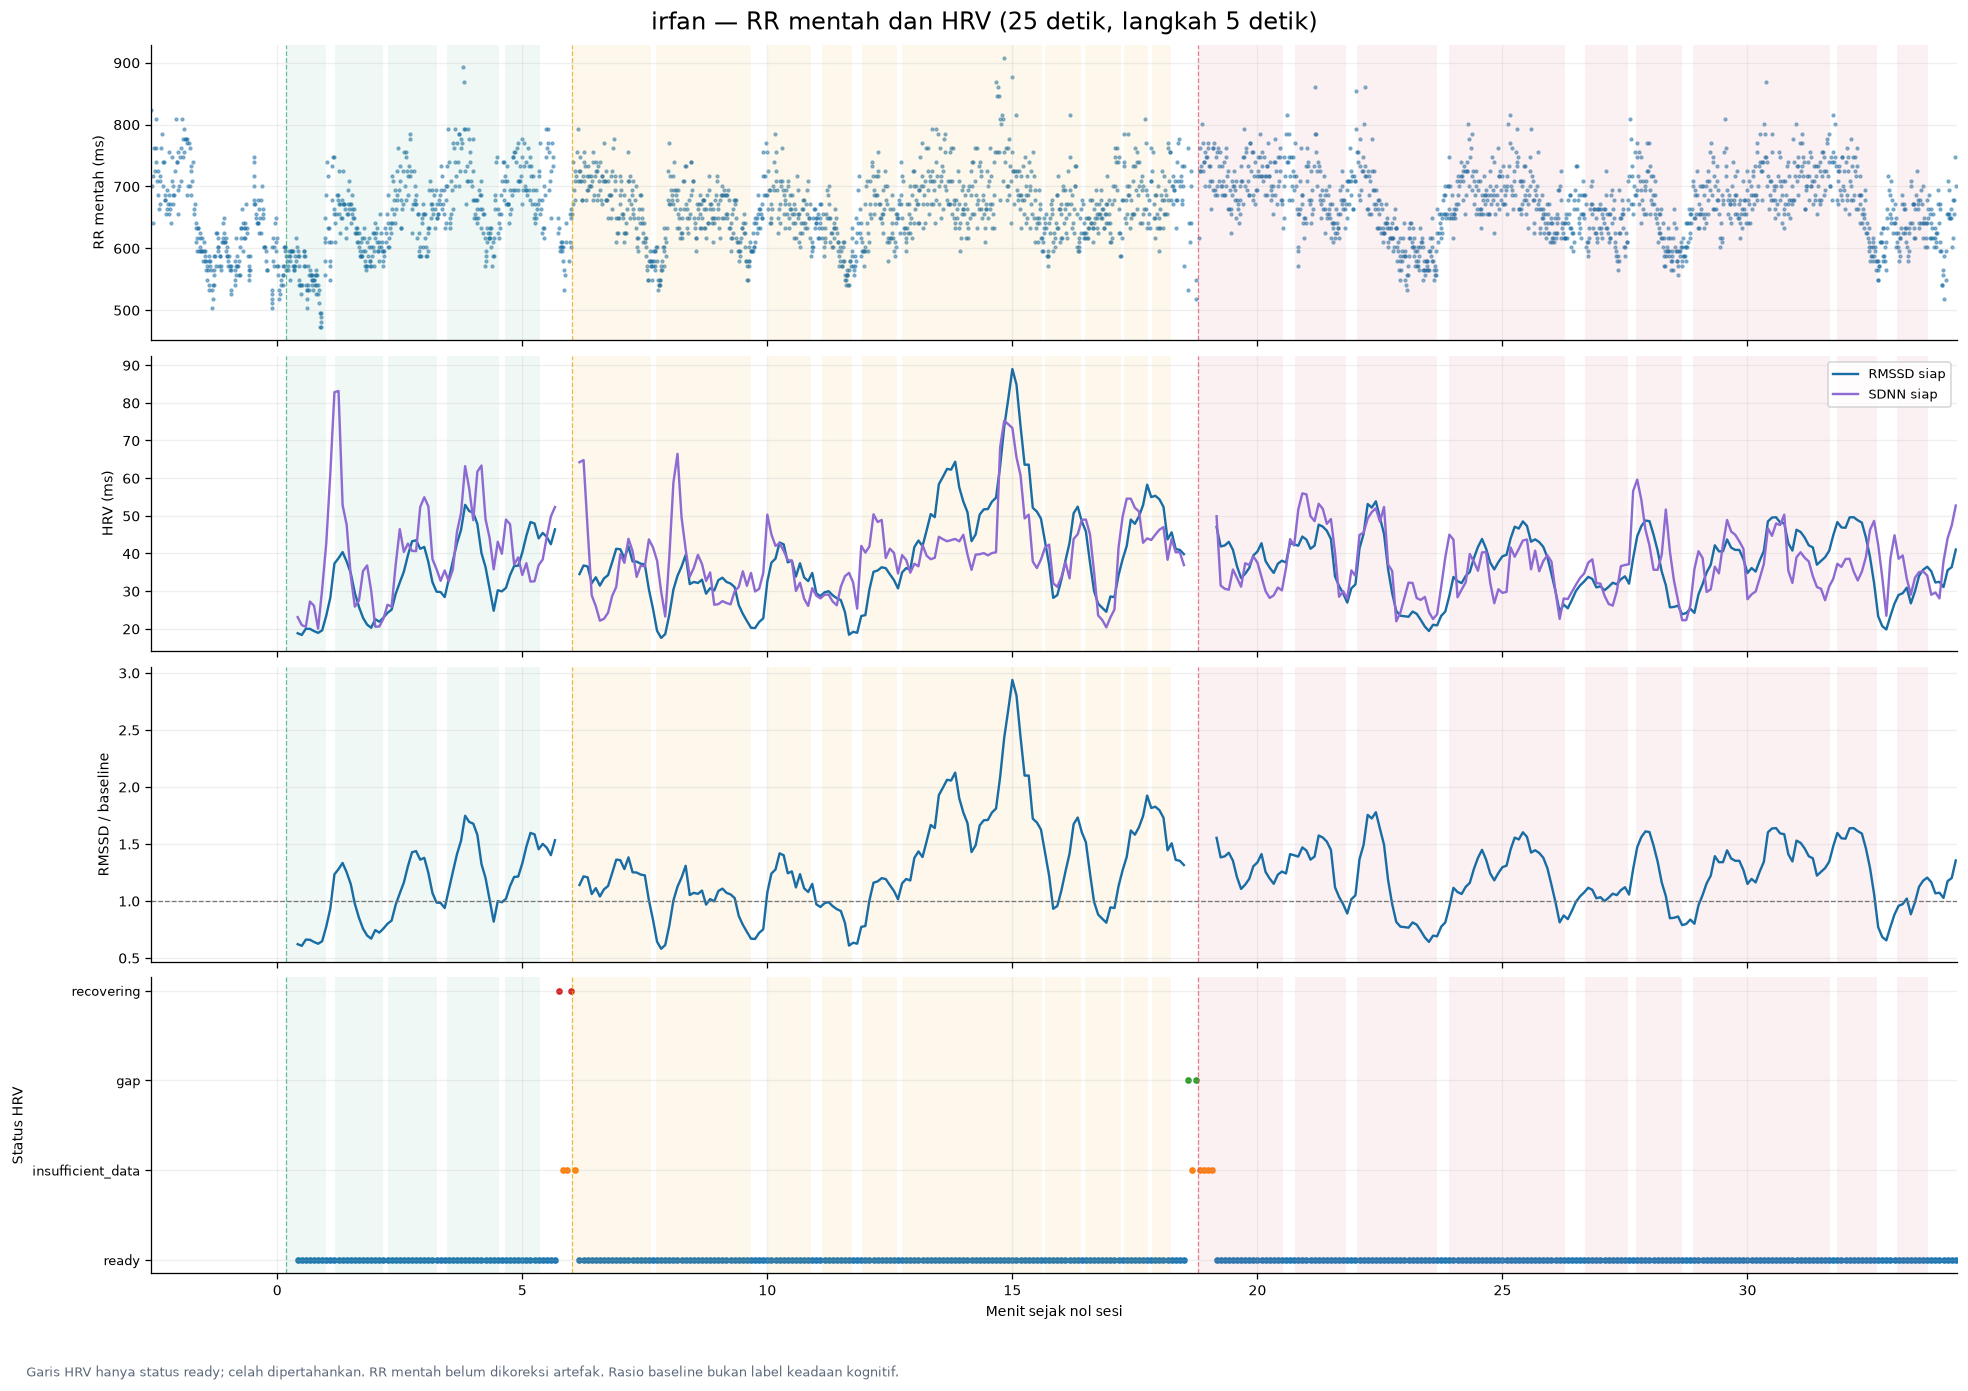 irfan — RR mentah dan HRV (25 detik, langkah 5 detik)
RR mentah (ms)
900
800
700
600
500
HRV (ms)
90
80
70
60
50
40
30
20
RMSSD siap
SDNN siap
RMSSD / baseline
3.0
2.5
2.0
1.5
1.0
0.5
Status HRV
recovering
gap
insufficient_data
ready
0 5 10 15 20 25 30
Menit sejak nol sesi
Garis HRV hanya status ready; celah dipertahankan. RR mentah belum dikoreksi artefak. Rasio baseline bukan label keadaan kognitif.